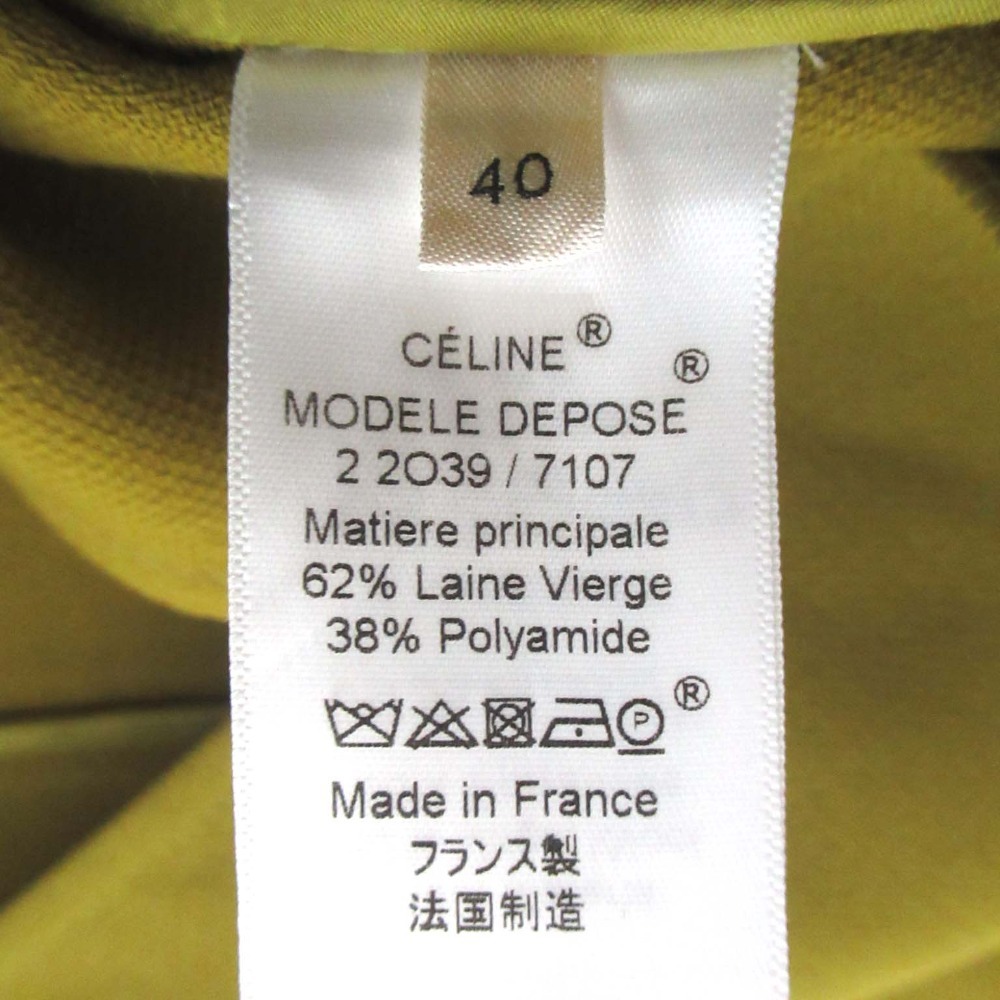 40
CÉLINE ®
MODELE DEPOSE ®
2 2O39 / 7107
Matiere principale
62% Laine Vierge
38% Polyamide
P ®
Made in France
フランス製
法国制造